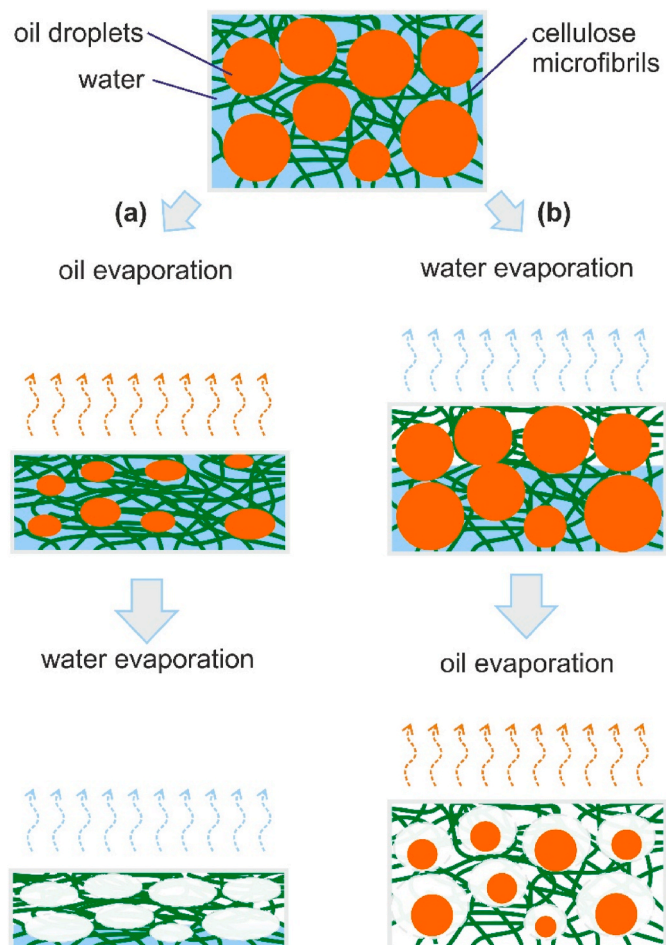 oil droplets
water
cellulose
microfibrils
(a)
(b)
oil evaporation
water evaporation
water evaporation
oil evaporation